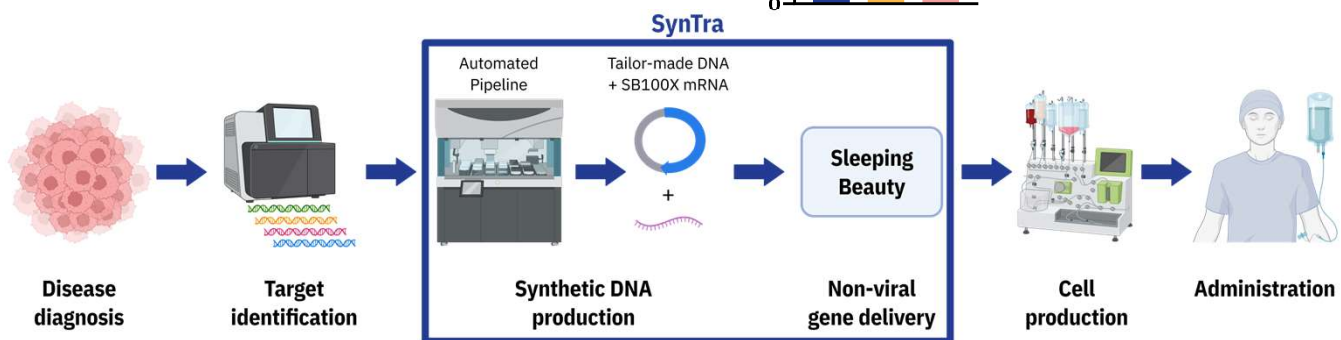 0
SynTra
Automated
Pipeline
Tailor-made DNA
+ SB100X mRNA
+
Sleeping
Beauty
Disease
diagnosis
Target
identification
Synthetic DNA
production
Non-viral
gene delivery
Cell
production
Administration